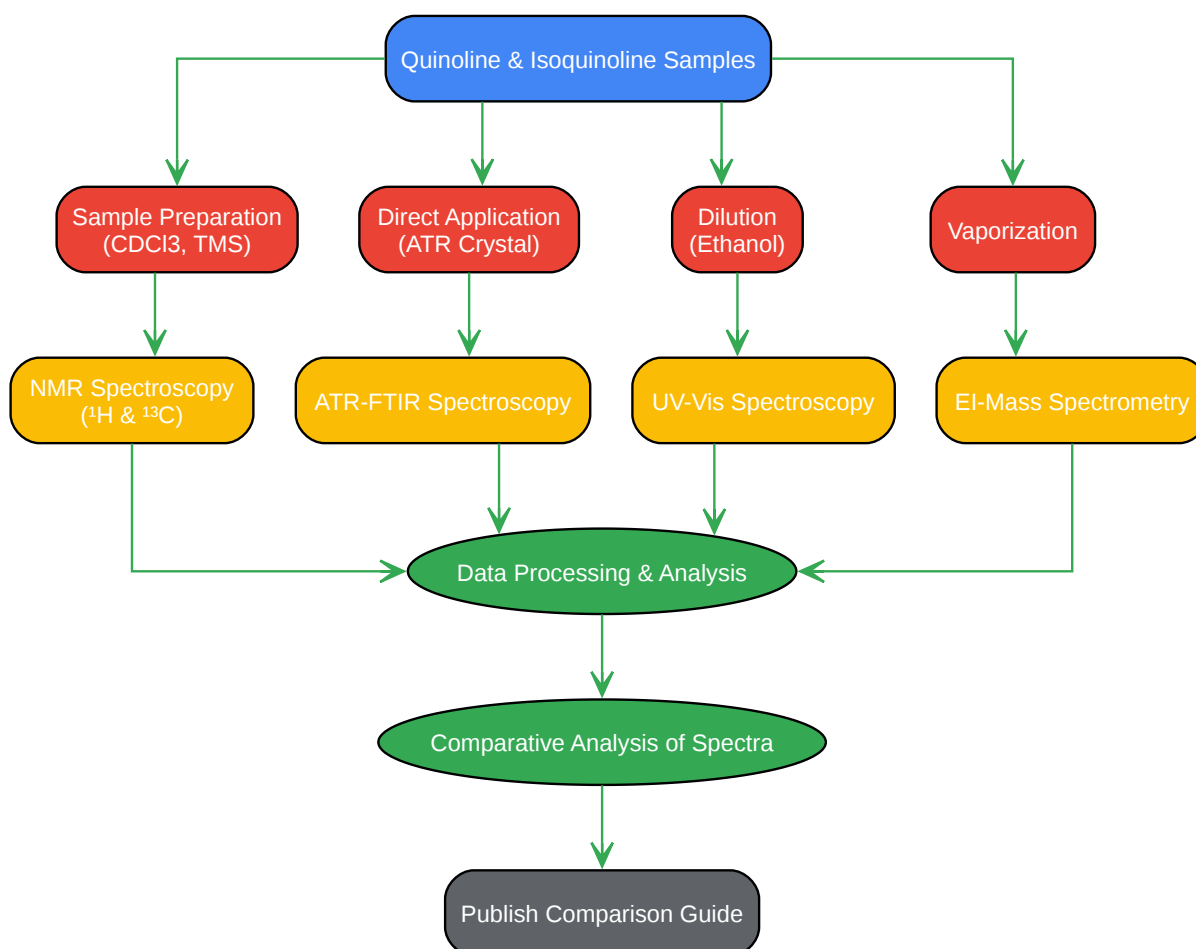 Quinoline & Isoquinoline Samples
Sample Preparation
(CDCl3, TMS)
Direct Application
(ATR Crystal)
Dilution
(Ethanol)
Vaporization
NMR Spectroscopy
(¹H & ¹³C)
ATR-FTIR Spectroscopy
UV-Vis Spectroscopy
EI-Mass Spectrometry
Data Processing & Analysis
Comparative Analysis of Spectra
Publish Comparison Guide